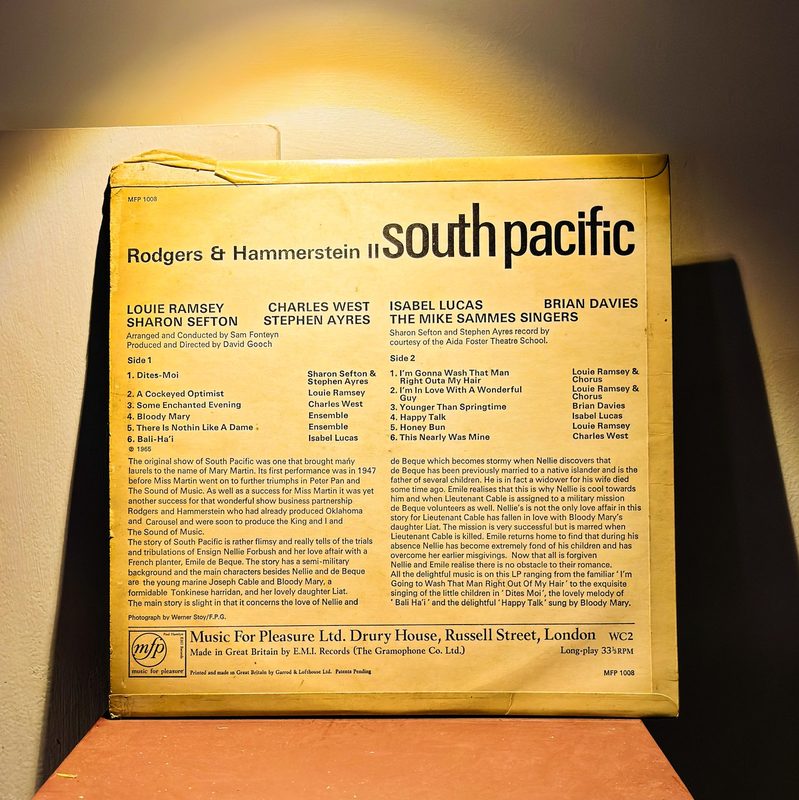 MFP 1008
Rodgers & Hammerstein II south pacific
LOUIE RAMSEY CHARLES WEST ISABEL LUCAS BRIAN DAVIES
SHARON SEFTON STEPHEN AYRES THE MIKE SAMMES SINGERS
Arranged and Conducted by Sam Fonteyn
Produced and Directed by David Gooch
Sharon Sefton and Stephen Ayres record by
courtesy of the Aida Foster Theatre School.
Side 1
1. Dites-Moi Sharon Sefton &
Stephen Ayres
2. A Cockeyed Optimist Louie Ramsey
3. Some Enchanted Evening Charles West
4. Bloody Mary Ensemble
5. There Is Nothin Like A Dame Ensemble
6. Bali-Ha'i Isabel Lucas
℗ 1965
Side 2
1. I'm Gonna Wash That Man Louie Ramsey &
Right Outa My Hair Chorus
2. I'm In Love With A Wonderful Louie Ramsey &
Guy Chorus
3. Younger Than Springtime Brian Davies
4. Happy Talk Isabel Lucas
5. Honey Bun Louie Ramsey
6. This Nearly Was Mine Charles West
The original show of South Pacific was one that brought many
laurels to the name of Mary Martin. Its first performance was in 1947
before Miss Martin went on to further triumphs in Peter Pan and
The Sound of Music. As well as a success for Miss Martin it was yet
another success for that wonderful show business partnership
Rodgers and Hammerstein who had already produced Oklahoma
and Carousel and were soon to produce the King and I and
The Sound of Music.
The story of South Pacific is rather flimsy and really tells of the trials
and tribulations of Ensign Nellie Forbush and her love affair with a
French planter, Emile de Beque. The story has a semi-military
background and the main characters besides Nellie and de Beque
are the young marine Joseph Cable and Bloody Mary, a
formidable Tonkinese harridan, and her lovely daughter Liat.
The main story is slight in that it concerns the love of Nellie and
de Beque which becomes stormy when Nellie discovers that
de Beque has been previously married to a native islander and is the
father of several children. He is in fact a widower for his wife died
some time ago. Emile realises that this is why Nellie is cool towards
him and when Lieutenant Cable is assigned to a military mission
de Beque volunteers as well. Nellie's is not the only love affair in this
story for Lieutenant Cable has fallen in love with Bloody Mary's
daughter Liat. The mission is very successful but is marred when
Lieutenant Cable is killed. Emile returns home to find that during his
absence Nellie has become extremely fond of his children and has
overcome her earlier misgivings. Now that all is forgiven
Nellie and Emile realise there is no obstacle to their romance.
All the delightful music is on this LP ranging from the familiar ' I'm
Going to Wash That Man Right Out Of My Hair ' to the exquisite
singing of the little children in ' Dites Moi', the lovely melody of
' Bali Ha'i ' and the delightful ' Happy Talk ' sung by Bloody Mary.
Photograph by Werner Stoy/F.P.G.
mfp
music for pleasure
Music For Pleasure Ltd. Drury House, Russell Street, London WC2
Made in Great Britain by E.M.I. Records (The Gramophone Co. Ltd.) Long-play 33⅓RPM
Printed and made in Great Britain by Garrod & Lofthouse Ltd. Patents Pending MFP 1008